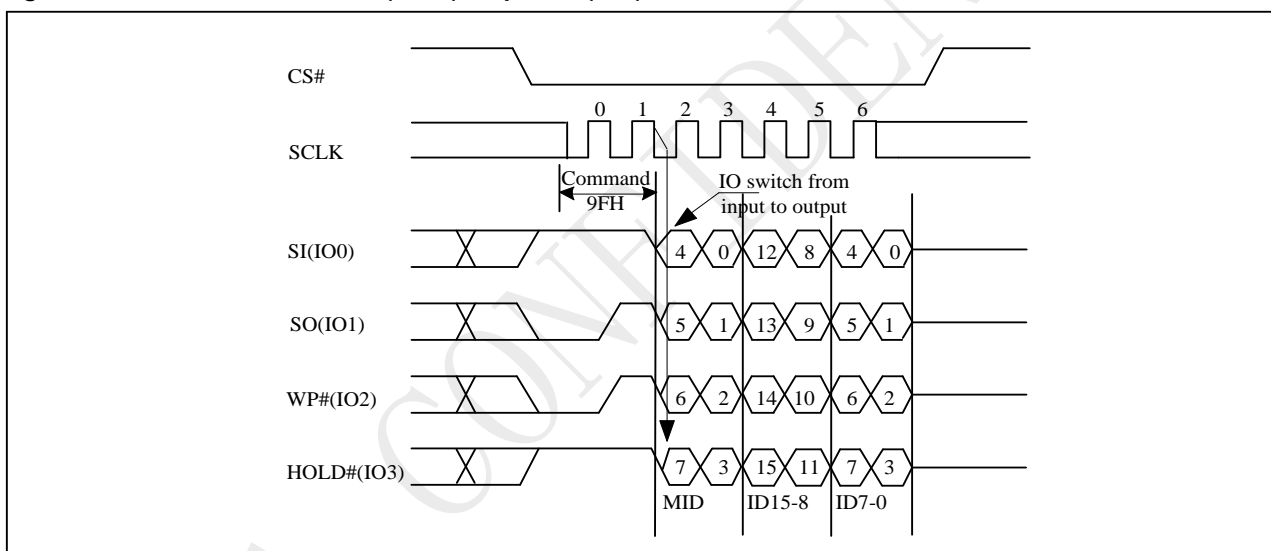 CS#
0 1 2 3 4 5 6
SCLK
Command
9FH
IO switch from
input to output
SI(IO0)
4 0 12 8 4 0
SO(IO1)
5 1 13 9 5 1
WP#(IO2)
6 2 14 10 6 2
HOLD#(IO3)
7 3 15 11 7 3
MID ID15-8 ID7-0